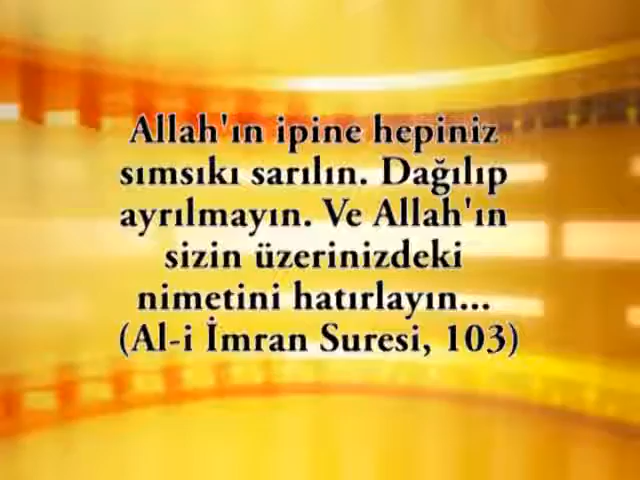 Allah'ın ipine hepiniz
sımsıkı sarılın. Dağılıp
ayrılmayın. Ve Allah'ın
sizin üzerinizdeki
nimetini hatırlayın...
(Al-i İmran Suresi, 103)